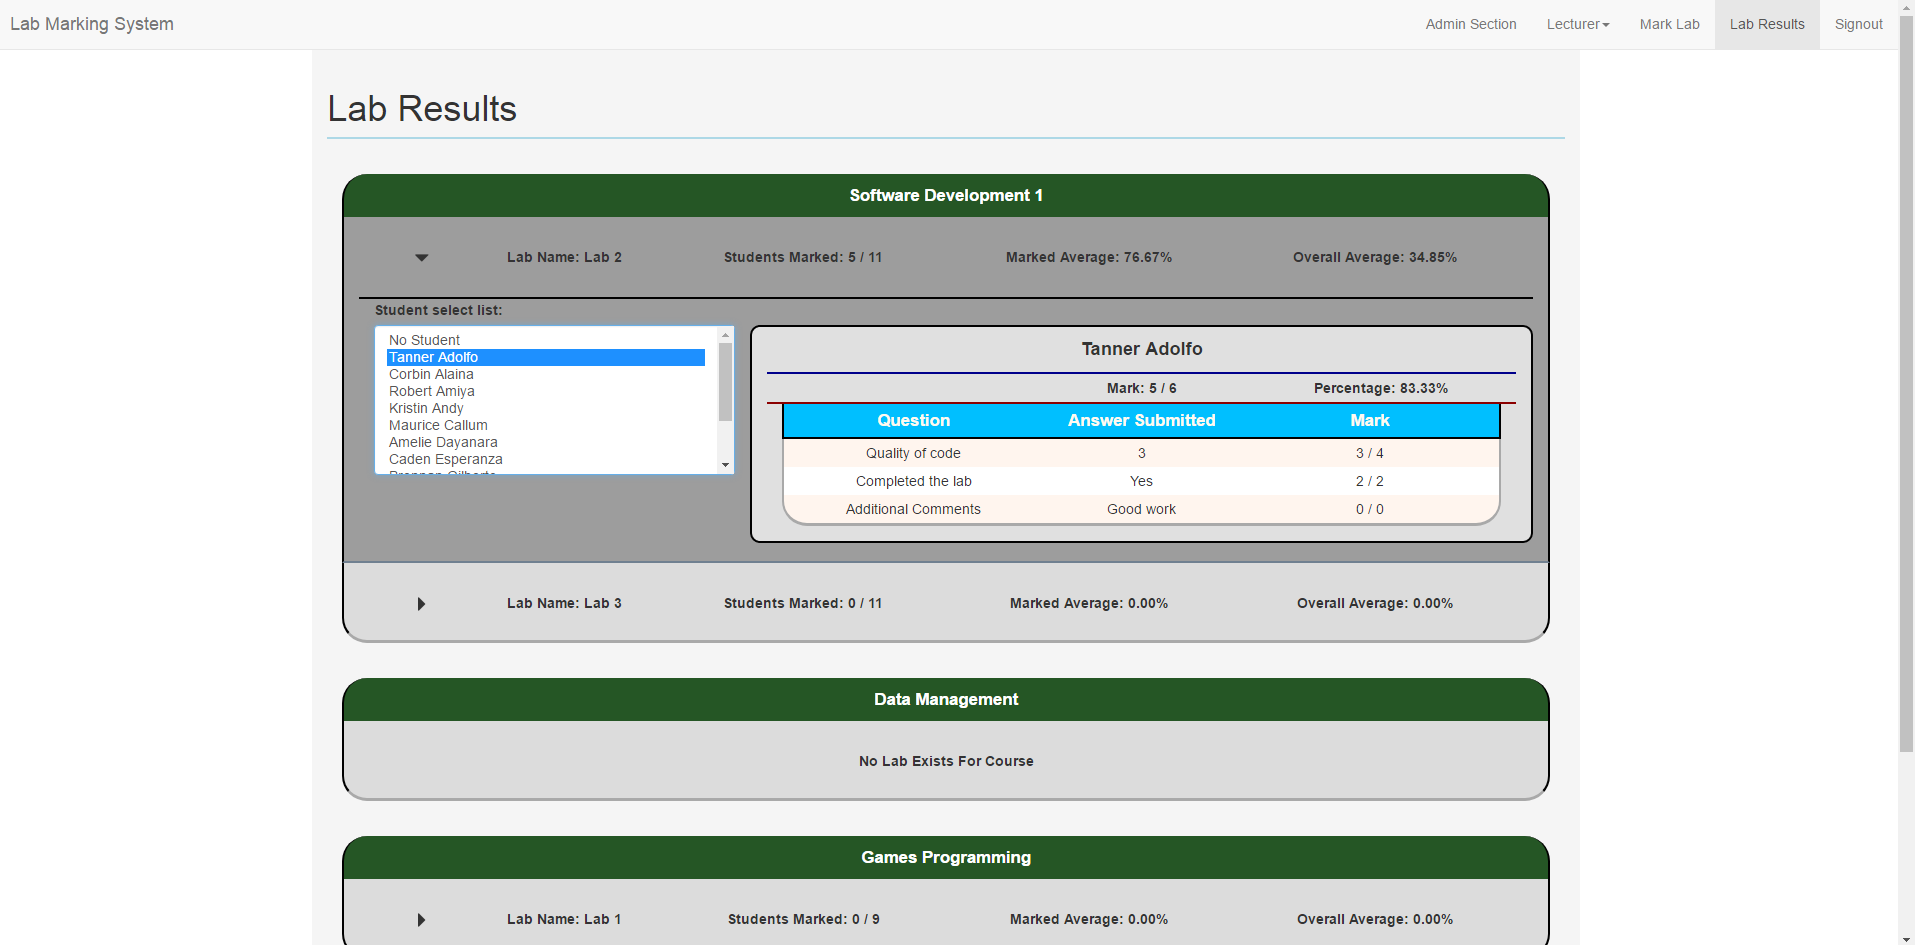 Lab Marking System Admin Section Lecturer Mark Lab Lab Results Signout
Lab Results
Software Development 1
Lab Name: Lab 2 Students Marked: 5 / 11 Marked Average: 76.67% Overall Average: 34.85%
Student select list:
No Student
Tanner Adolfo
Corbin Alaina
Robert Amiya
Kristin Andy
Maurice Callum
Amelie Dayanara
Caden Esperanza
Tanner Adolfo
Mark: 5 / 6 Percentage: 83.33%
Question Answer Submitted Mark
Quality of code 3 3 / 4
Completed the lab Yes 2 / 2
Additional Comments Good work 0 / 0
Lab Name: Lab 3 Students Marked: 0 / 11 Marked Average: 0.00% Overall Average: 0.00%
Data Management
No Lab Exists For Course
Games Programming
Lab Name: Lab 1 Students Marked: 0 / 9 Marked Average: 0.00% Overall Average: 0.00%